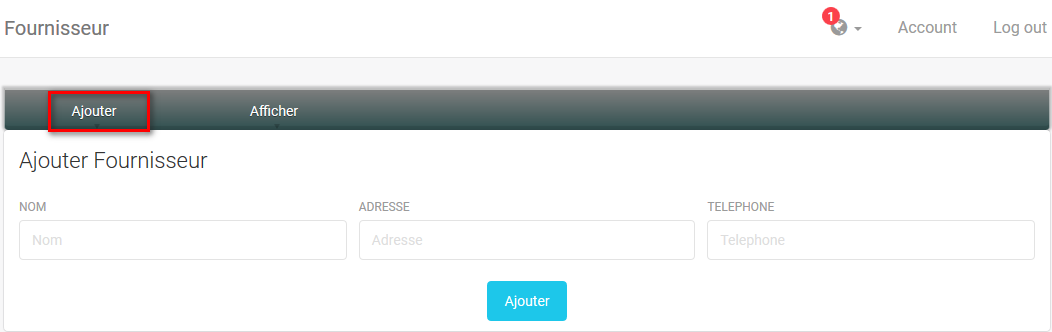 Fournisseur 1 Account Log out
Ajouter Afficher
Ajouter Fournisseur
NOM ADRESSE TELEPHONE
Nom Adresse Telephone
Ajouter